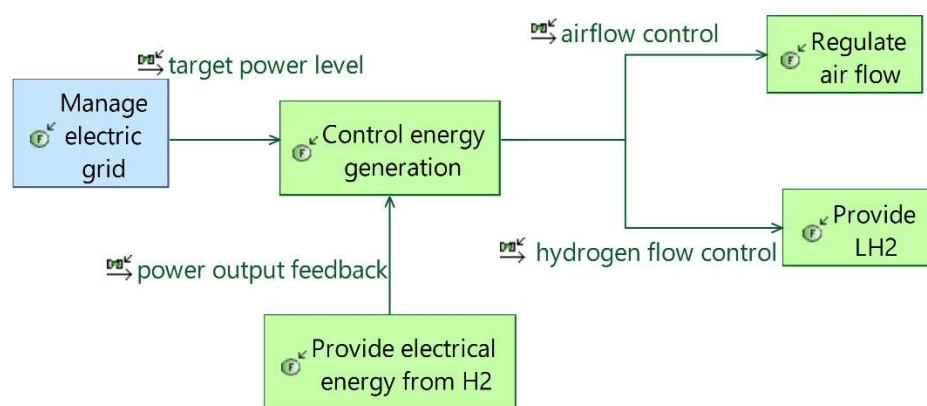 airflow control
Regulate
air flow
target power level
Manage
electric
grid
Control energy
generation
Provide
LH2
hydrogen flow control
power output feedback
Provide electrical
energy from H2